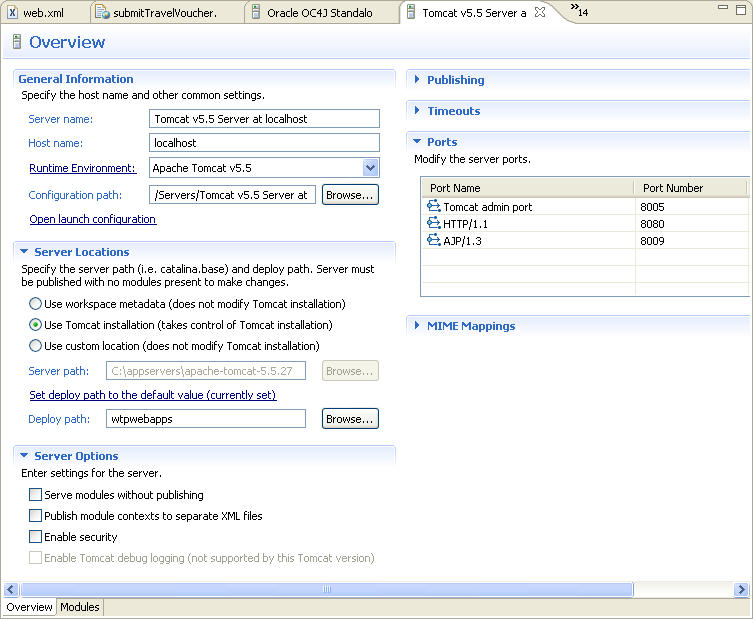 web.xml
submitTravelVoucher.
Oracle OC4J Standalo
Tomcat v5.5 Server a
»14
Overview
General Information
Specify the host name and other common settings.
Server name:
Tomcat v5.5 Server at localhost
Host name:
localhost
Runtime Environment:
Apache Tomcat v5.5
Configuration path:
/Servers/Tomcat v5.5 Server at
Browse...
Open launch configuration
Server Locations
Specify the server path (i.e. catalina.base) and deploy path. Server must
be published with no modules present to make changes.
Use workspace metadata (does not modify Tomcat installation)
Use Tomcat installation (takes control of Tomcat installation)
Use custom location (does not modify Tomcat installation)
Server path:
C:\appservers\apache-tomcat-5.5.27
Browse...
Set deploy path to the default value (currently set)
Deploy path:
wtpwebapps
Browse...
Server Options
Enter settings for the server.
Serve modules without publishing
Publish module contexts to separate XML files
Enable security
Enable Tomcat debug logging (not supported by this Tomcat version)
Publishing
Timeouts
Ports
Modify the server ports.
Port Name Port Number
Tomcat admin port 8005
HTTP/1.1 8080
AJP/1.3 8009
MIME Mappings
Overview
Modules